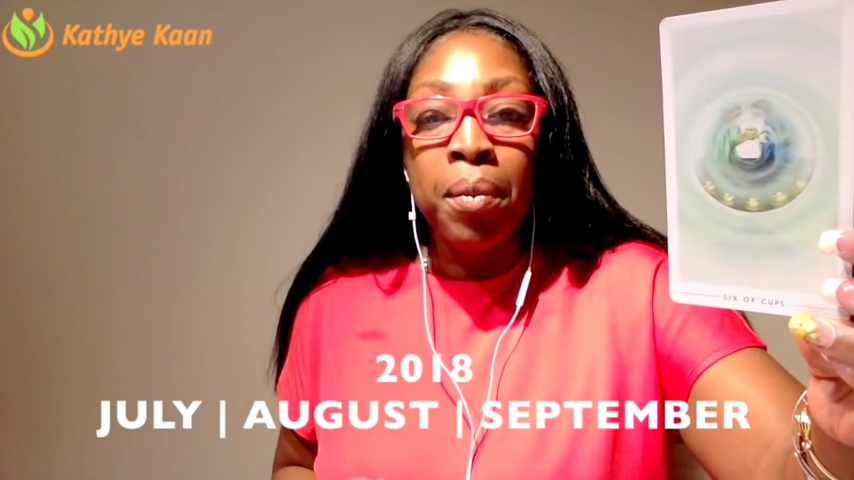 Kathye Kaan
SIX OF CUPS
2018
JULY | AUGUST | SEPTEMBER